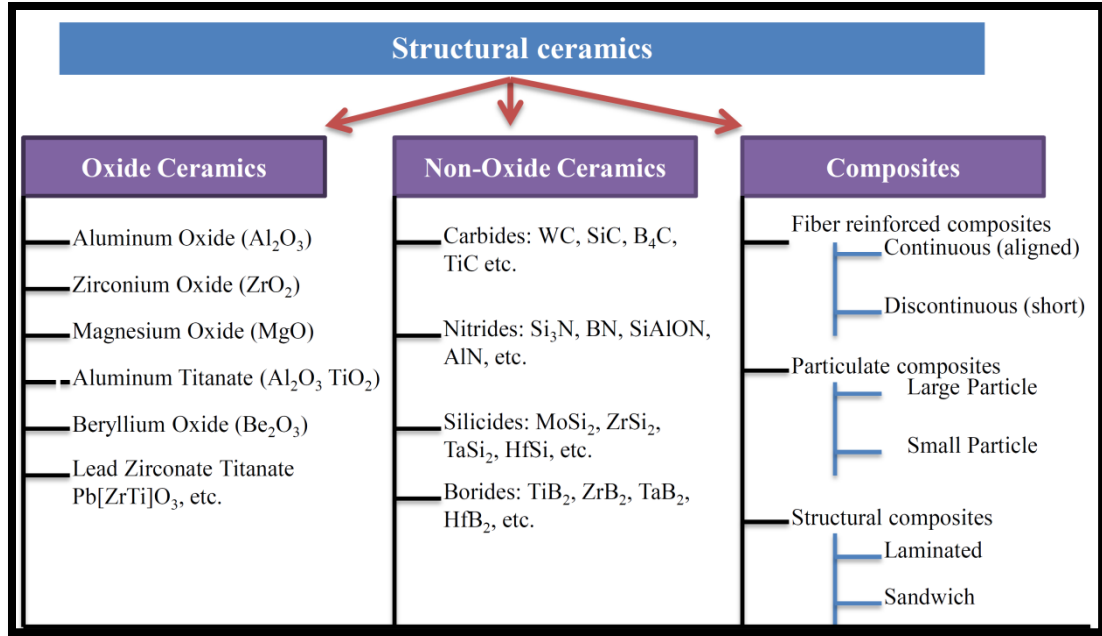 Structural ceramics
Oxide Ceramics
Aluminum Oxide (Al₂O₃)
Zirconium Oxide (ZrO₂)
Magnesium Oxide (MgO)
Aluminum Titanate (Al₂O₃ TiO₂)
Beryllium Oxide (Be₂O₃)
Lead Zirconate Titanate
Pb[ZrTi]O₃, etc.
Non-Oxide Ceramics
Carbides: WC, SiC, B₄C,
TiC etc.
Nitrides: Si₃N, BN, SiAlON,
AlN, etc.
Silicides: MoSi₂, ZrSi₂,
TaSi₂, HfSi, etc.
Borides: TiB₂, ZrB₂, TaB₂,
HfB₂, etc.
Composites
Fiber reinforced composites
Continuous (aligned)
Discontinuous (short)
Particulate composites
Large Particle
Small Particle
Structural composites
Laminated
Sandwich